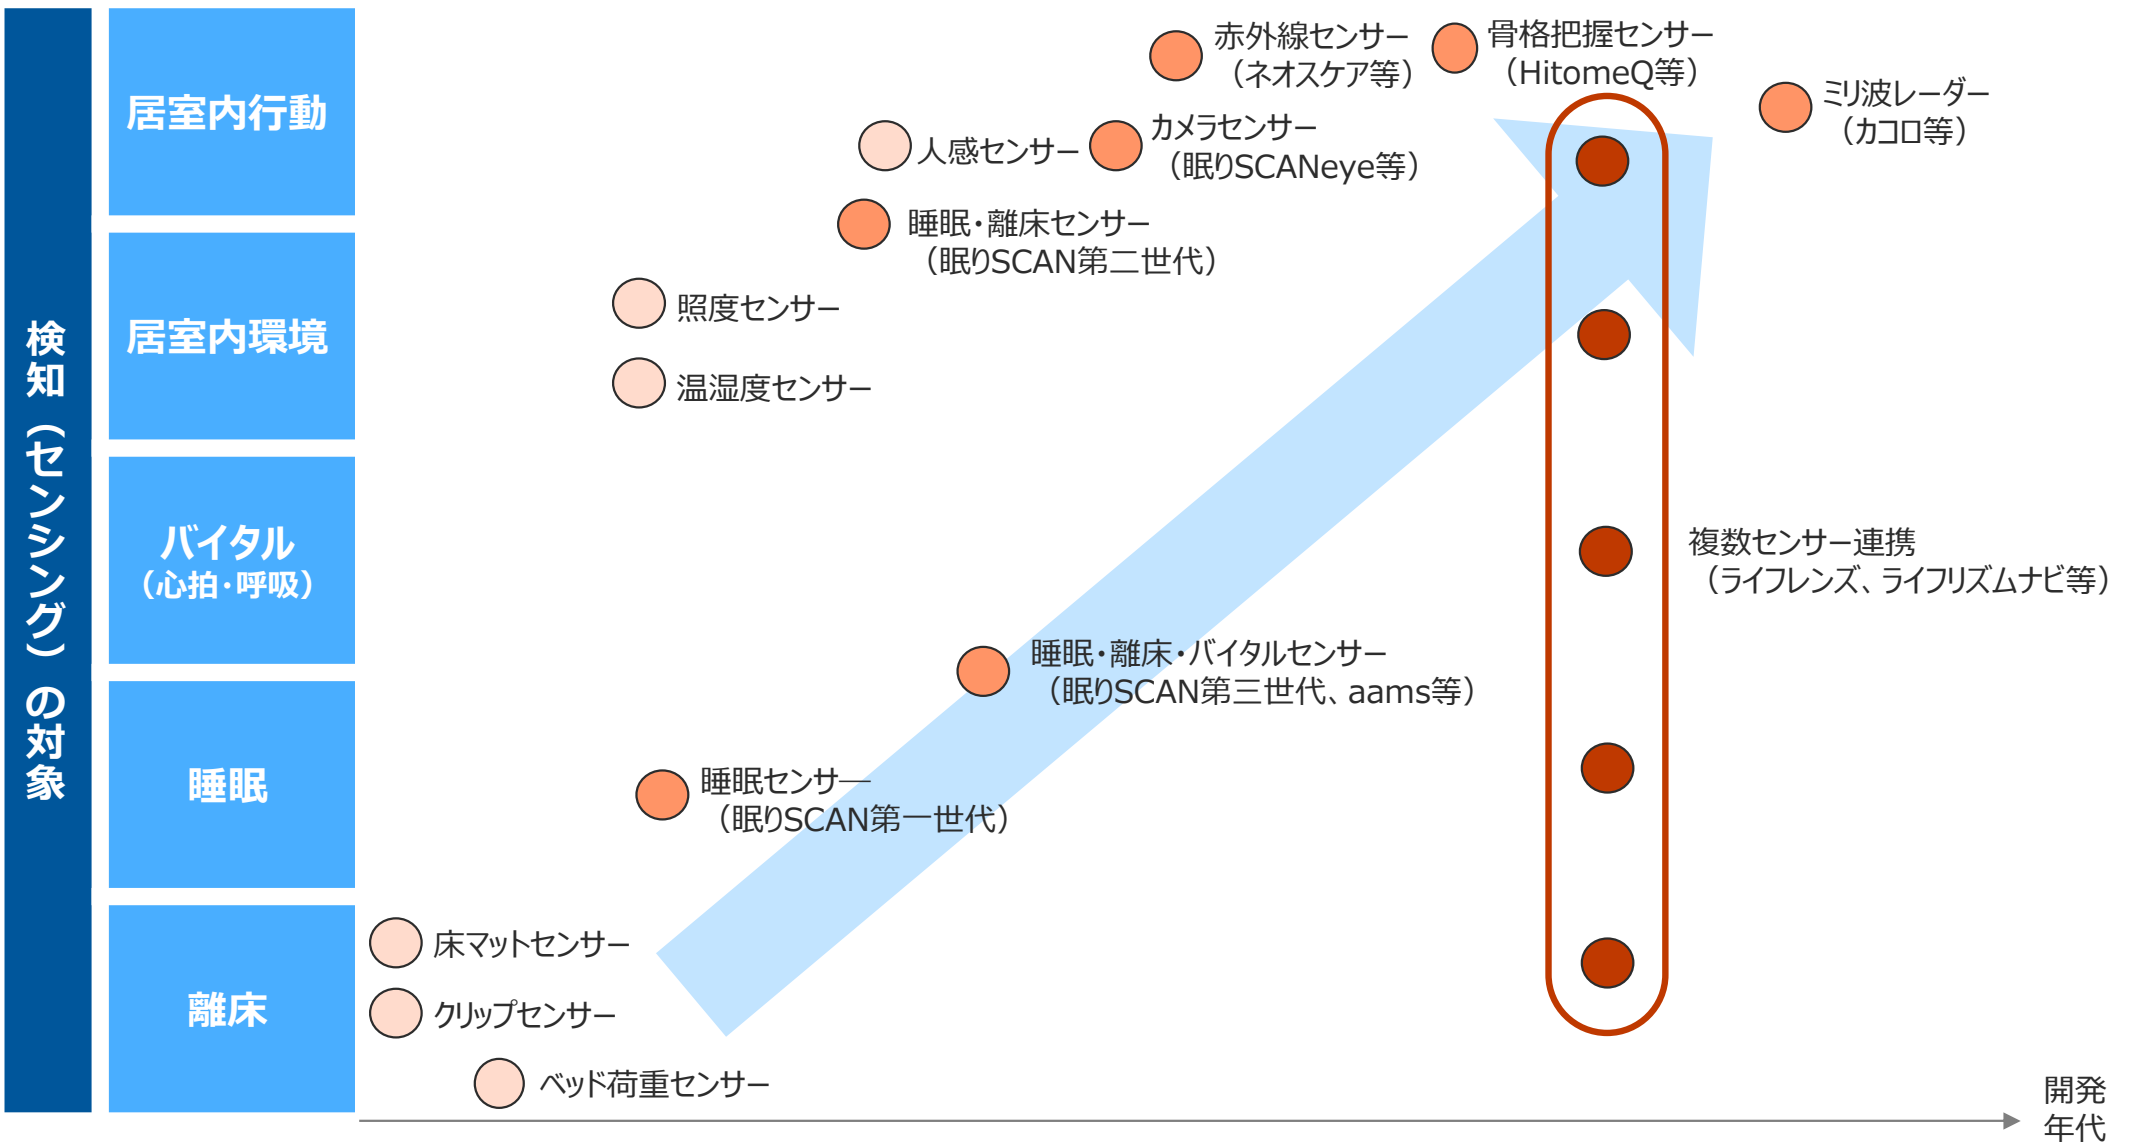 検知（センシング）の対象
居室内行動
居室内環境
バイタル
（心拍・呼吸）
睡眠
離床
赤外線センサー
（ネオスケア等）
骨格把握センサー
（HitomeQ等）
ミリ波レーダー
（カコロ等）
人感センサー
カメラセンサー
（眠りSCANeye等）
睡眠・離床センサー
（眠りSCAN第二世代）
照度センサー
温湿度センサー
複数センサー連携
（ライフレンズ、ライフリズムナビ等）
睡眠・離床・バイタルセンサー
（眠りSCAN第三世代、aams等）
睡眠センサ―
（眠りSCAN第一世代）
床マットセンサー
クリップセンサー
ベッド荷重センサー
開発
年代